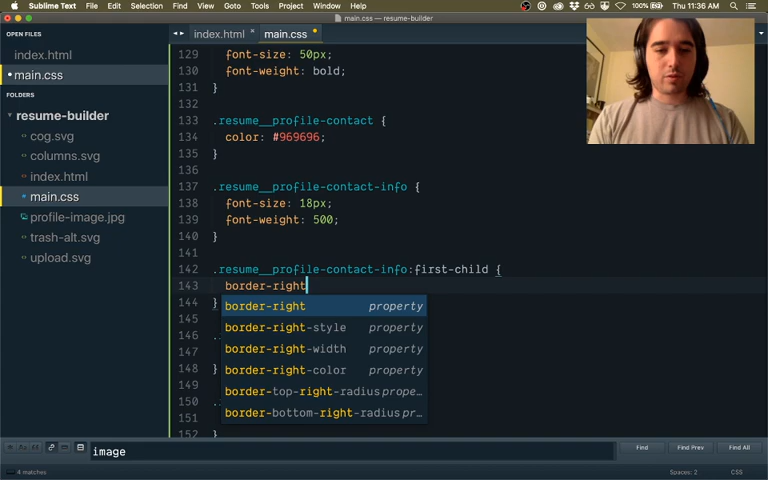 Sublime Text File Edit Selection Find View Goto Tools Project Window Help 100% Thu 11:36 AM
main.css — resume-builder
OPEN FILES
index.html
main.css
FOLDERS
resume-builder
cog.svg
columns.svg
index.html
main.css
profile-image.jpg
trash-alt.svg
upload.svg
index.html main.css
129 font-size: 50px;
130 font-weight: bold;
131 }
132
133 .resume__profile-contact {
134 color: #969696;
135 }
136
137 .resume__profile-contact-info {
138 font-size: 18px;
139 font-weight: 500;
140 }
141
142 .resume__profile-contact-info:first-child {
143 border-right
144 }
border-right property
145
border-right-style property
146 .
border-right-width property
147
border-right-color property
148 }
149
border-top-right-radius prope…
150 .
border-bottom-right-radius pr…
151
152 }
image
Find Find Prev Find All
4 matches Spaces: 2 CSS